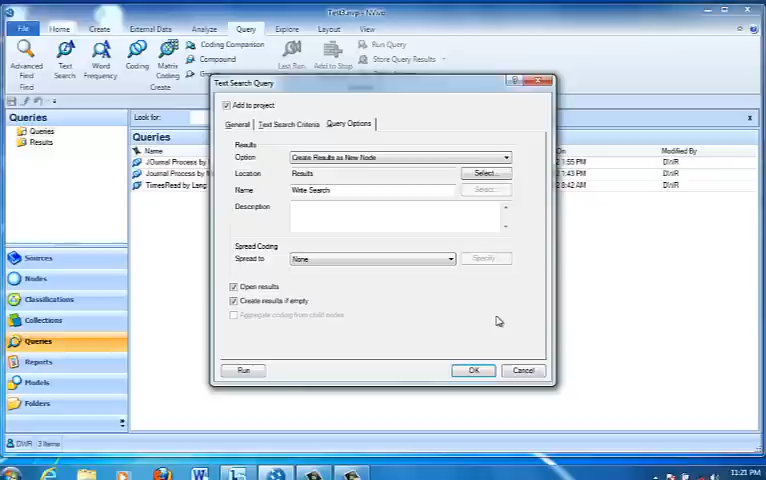 Test3.nvp - NVivo
File Home Create External Data Analyze Query Explore Layout View
Advanced Find
Text Search
Word Frequency
Coding
Matrix Coding
Coding Comparison
Compound
Last Run
Add to Stop
Run Query
Store Query Results
Find
Create
Queries
Queries
Results
Look for:
Queries
Name
On
Modified By
JOurnal Process by
1:55 PM
DWR
Journal Process by
1:43 PM
DWR
TimesRead by Lang
8:42 AM
DWR
Text Search Query
Add to project
General Text Search Criteria Query Options
Results
Option Create Results as New Node
Location Results Select...
Name Write Search Select...
Description
Spread Coding
Spread to None Specify
Open results
Create results if empty
Aggregate coding from child nodes
Run OK Cancel
Sources
Nodes
Classifications
Collections
Queries
Reports
Models
Folders
DWR 3 Items
11:21 PM